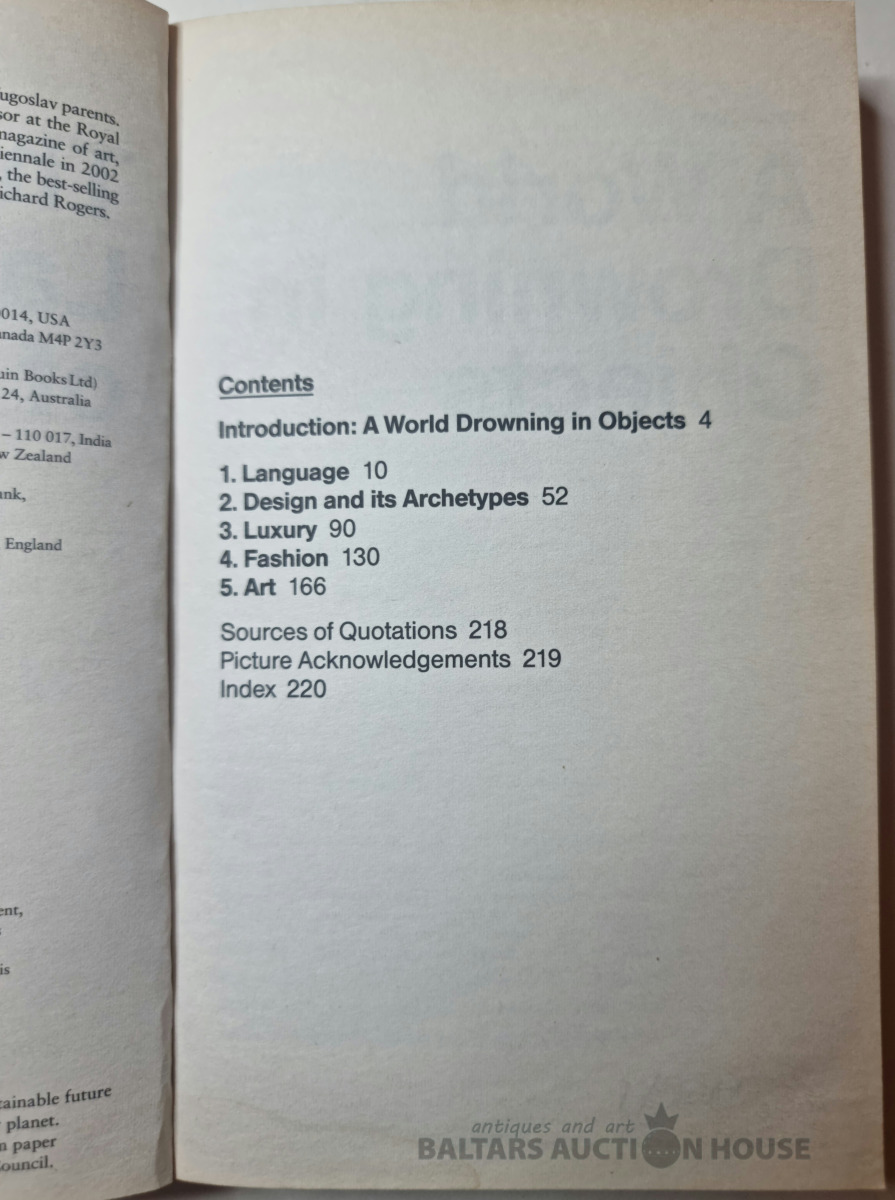 ugoslav parents.
sor at the Royal
magazine of art,
iennale in 2002
, the best-selling
ichard Rogers.
014, USA
nada M4P 2Y3
uin Books Ltd)
24, Australia
– 110 017, India
w Zealand
ank,
England
ent,
is
tainable future
planet.
n paper
ouncil.
Contents
Introduction: A World Drowning in Objects 4
1. Language 10
2. Design and its Archetypes 52
3. Luxury 90
4. Fashion 130
5. Art 166
Sources of Quotations 218
Picture Acknowledgements 219
Index 220
antiques and art
BALTARS AUCTION HOUSE